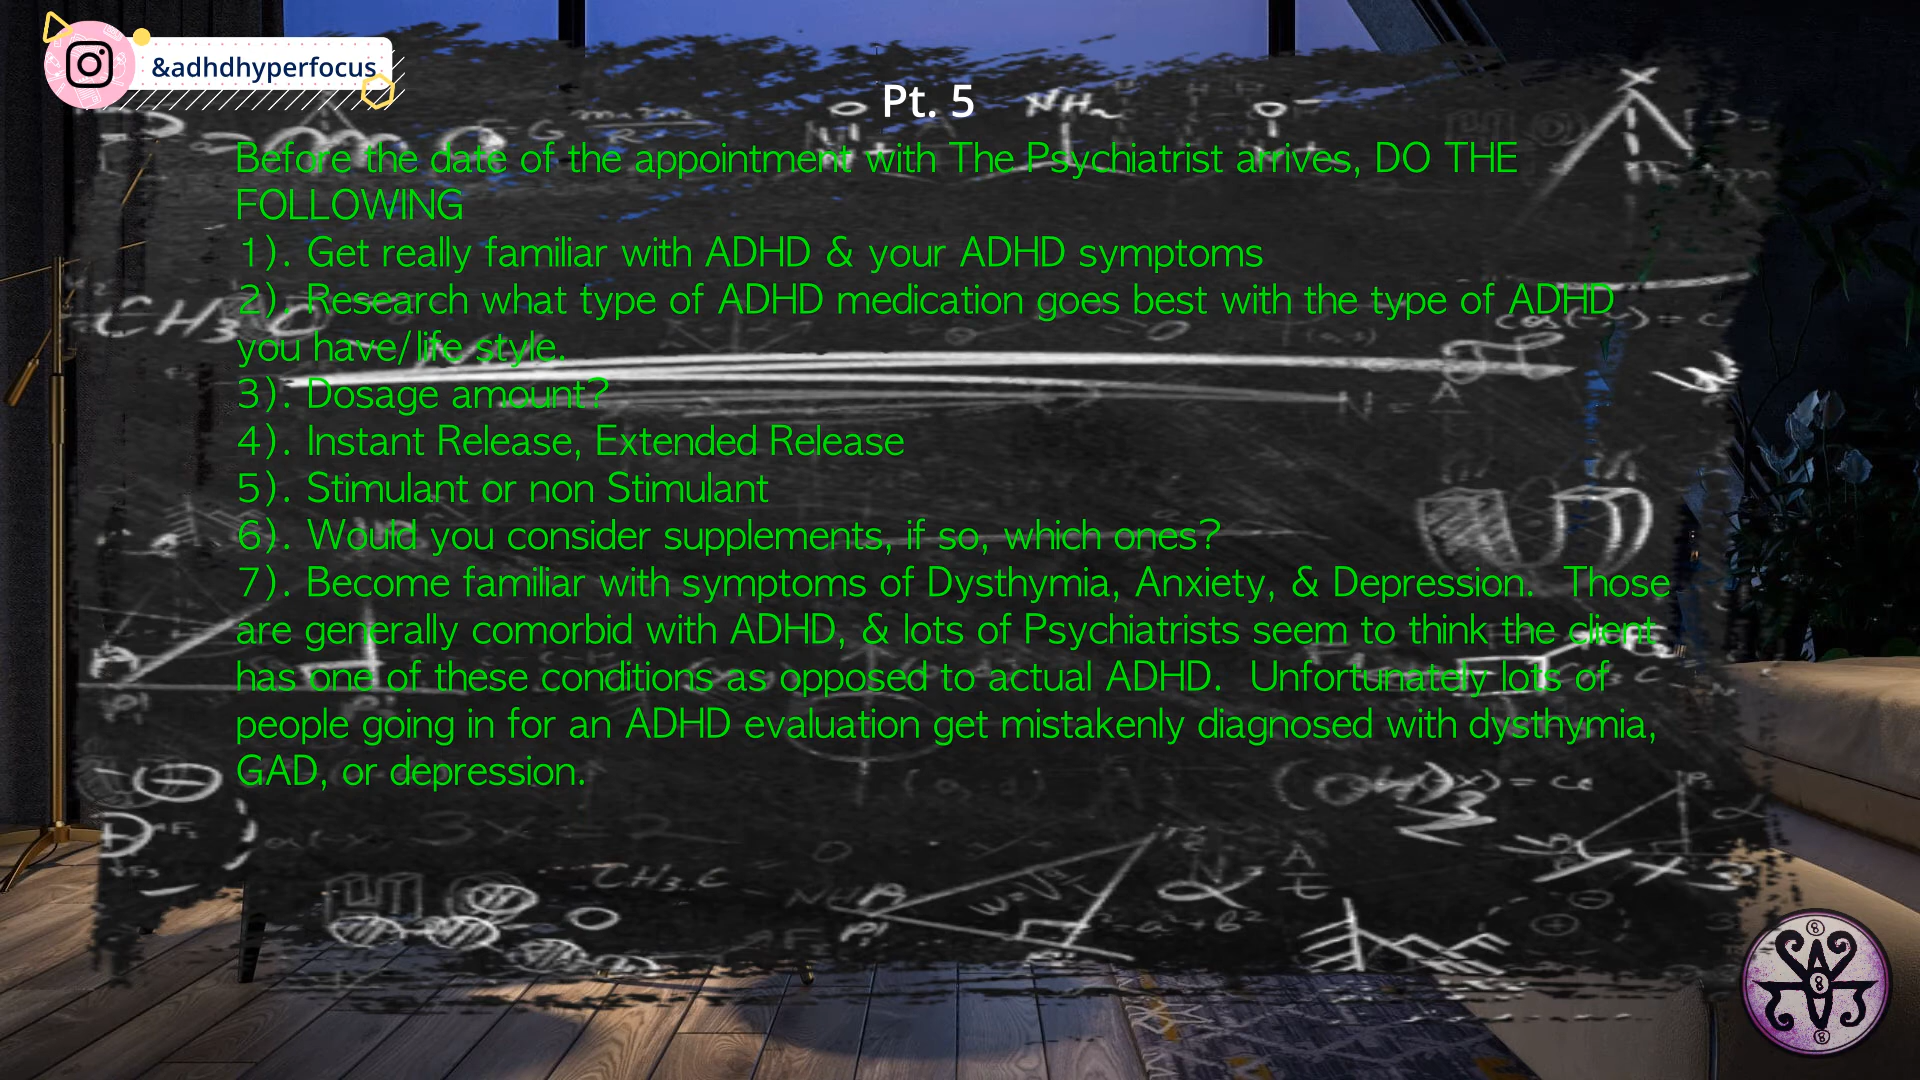 &adhdhyperfocus
Pt. 5
Before the date of the appointment with The Psychiatrist arrives, DO THE
FOLLOWING
1). Get really familiar with ADHD & your ADHD symptoms
2). Research what type of ADHD medication goes best with the type of ADHD
you have/life style.
3). Dosage amount?
4). Instant Release, Extended Release
5). Stimulant or non Stimulant
6). Would you consider supplements, if so, which ones?
7). Become familiar with symptoms of Dysthymia, Anxiety, & Depression.  Those
are generally comorbid with ADHD, & lots of Psychiatrists seem to think the client
has one of these conditions as opposed to actual ADHD.  Unfortunately lots of
people going in for an ADHD evaluation get mistakenly diagnosed with dysthymia,
GAD, or depression.